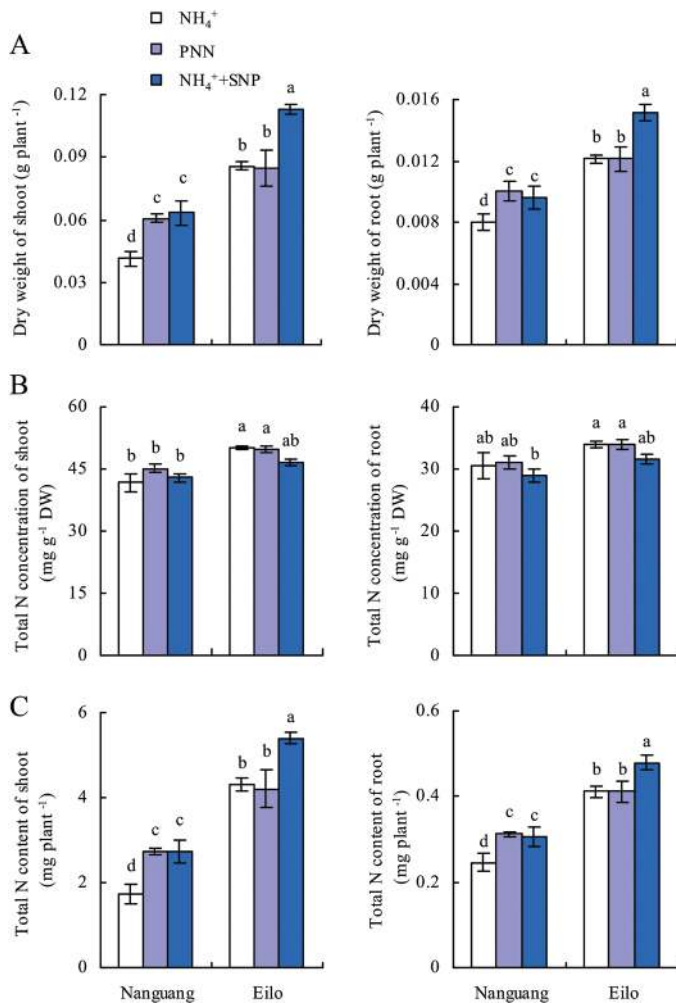 NH₄⁺
PNN
NH₄⁺+SNP
A
Dry weight of shoot (g plant ⁻¹)
0.12
0.09
0.06
0.03
0
d
c
c
b
b
a
Dry weight of root (g plant ⁻¹)
0.016
0.012
0.008
0.004
0
d
c
c
b
b
a
B
Total N concentration of shoot
(mg g⁻¹ DW)
60
45
30
15
0
b
b
b
a
a
ab
Total N concentration of root
(mg g⁻¹ DW)
40
30
20
10
0
ab
ab
b
a
a
ab
C
Total N content of shoot
(mg plant ⁻¹)
6
4
2
0
d
c
c
b
b
a
Nanguang
Eilo
Total N content of root
(mg plant ⁻¹)
0.6
0.4
0.2
0
d
c
c
b
b
a
Nanguang
Eilo